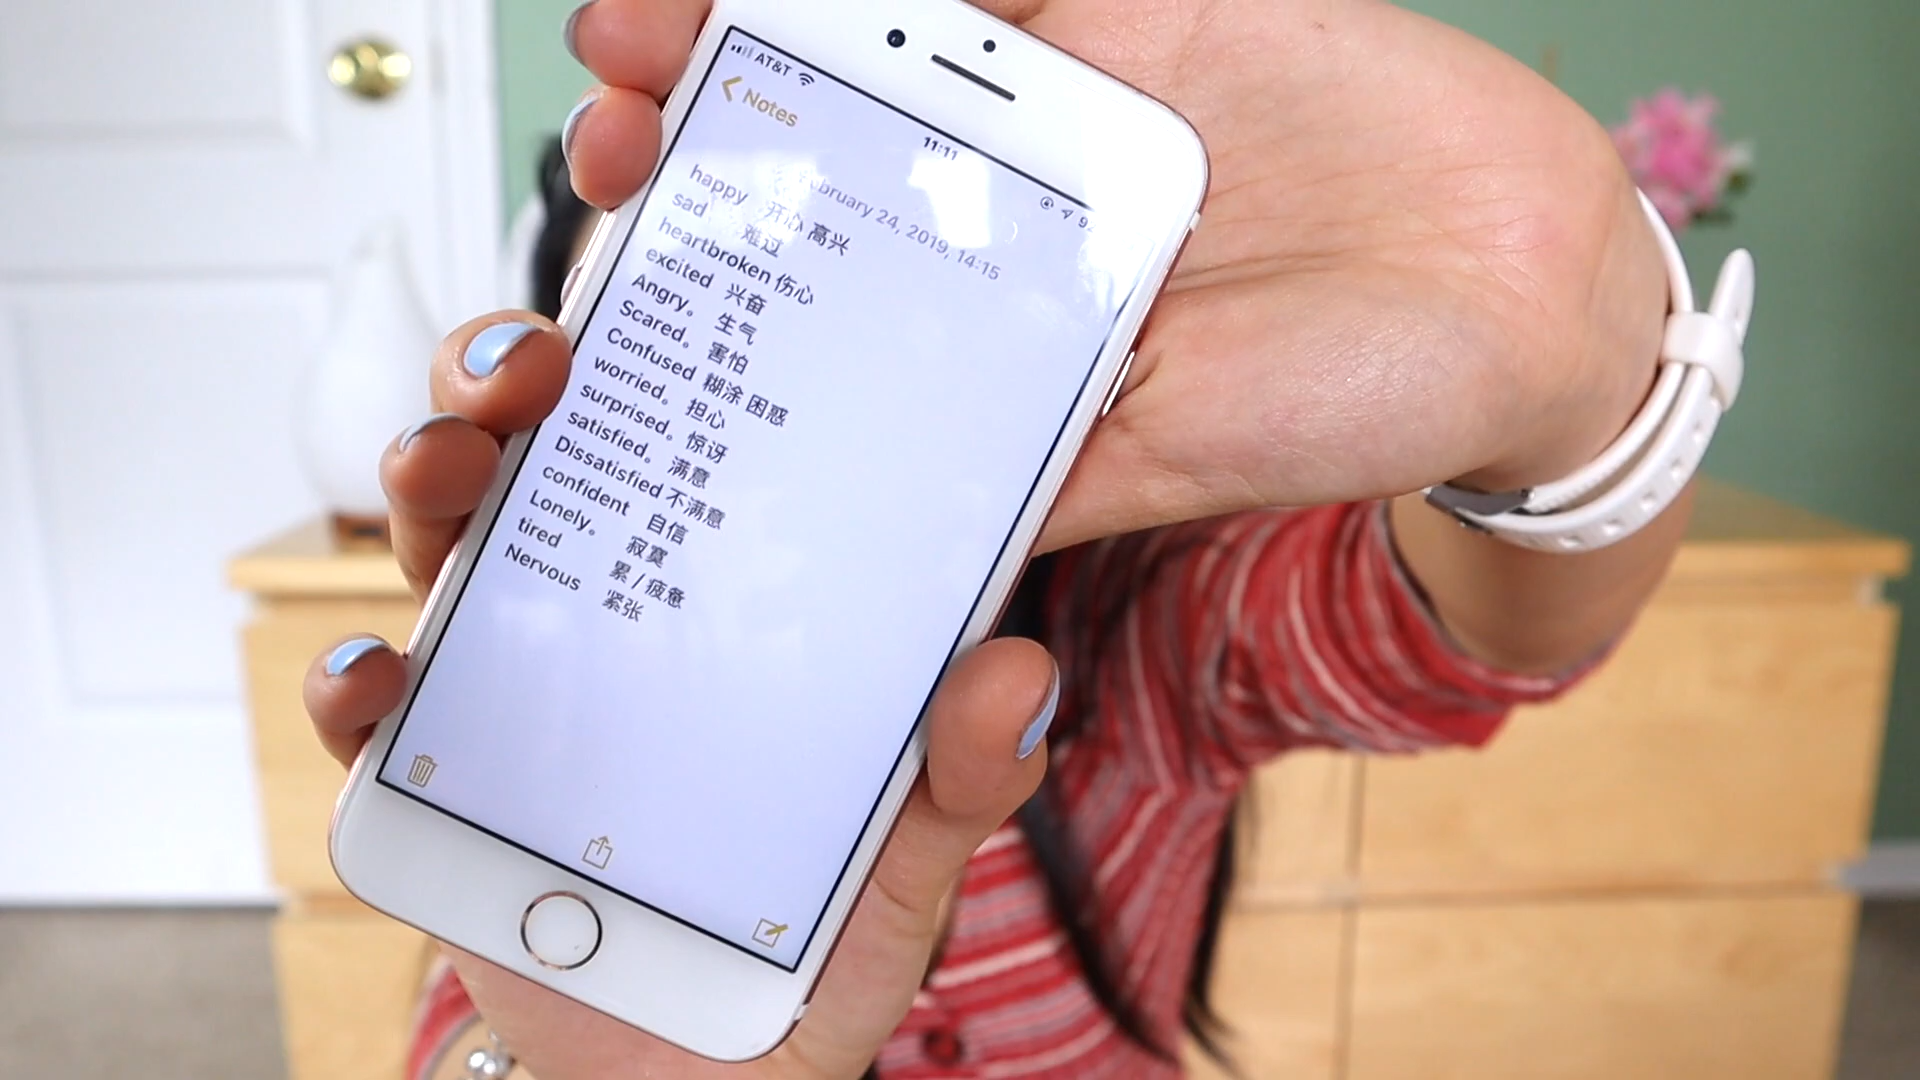 AT&T
11:11
Notes
February 24, 2019, 14:15
happy 开心 高兴
sad 难过
heartbroken 伤心
excited 兴奋
Angry。 生气
Scared。 害怕
Confused 糊涂 困惑
worried。 担心
surprised。惊讶
satisfied。 满意
Dissatisfied 不满意
confident 自信
Lonely。 寂寞
tired 累 / 疲惫
Nervous 紧张